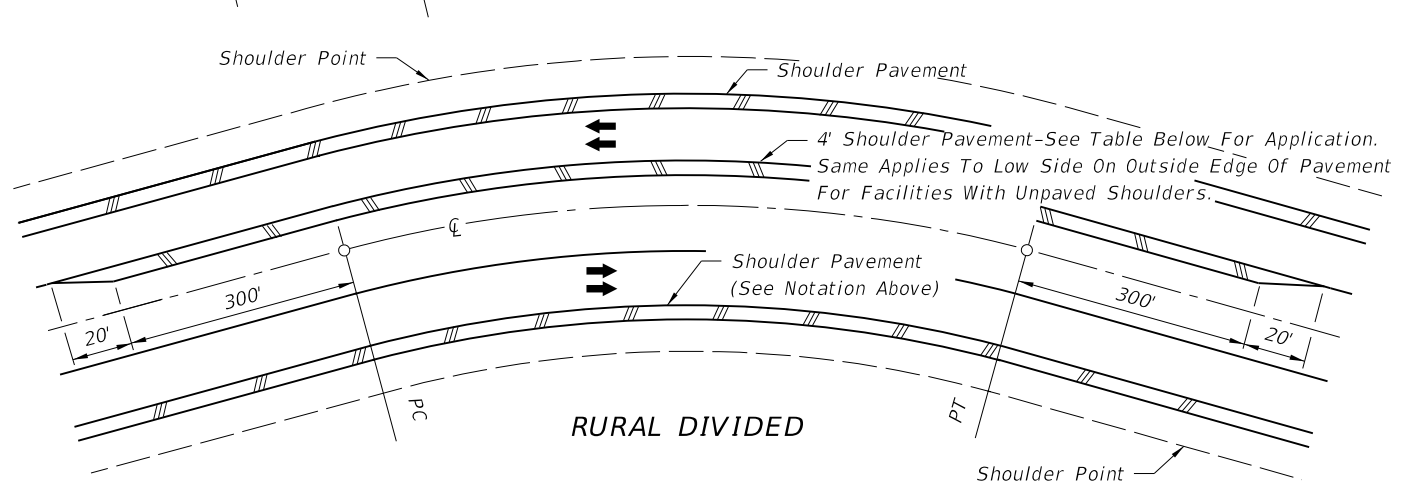 Shoulder Point
Shoulder Pavement
4' Shoulder Pavement-See Table Below For Application.
Same Applies To Low Side On Outside Edge Of Pavement
For Facilities With Unpaved Shoulders.
℄
Shoulder Pavement
(See Notation Above)
300'
20'
300'
20'
PC
PT
RURAL DIVIDED
Shoulder Point